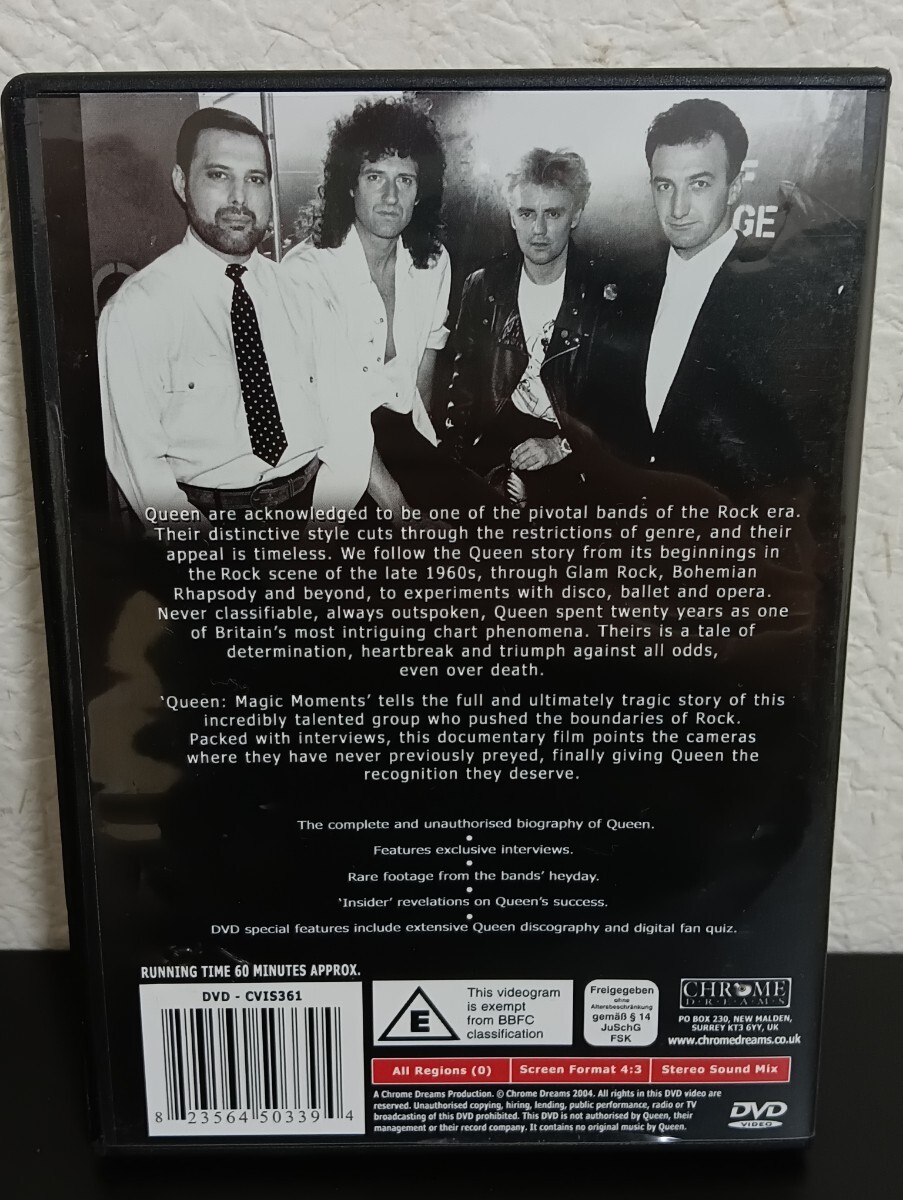 F
GE
Queen are acknowledged to be one of the pivotal bands of the Rock era.
Their distinctive style cuts through the restrictions of genre, and their
appeal is timeless. We follow the Queen story from its beginnings in
the Rock scene of the late 1960s, through Glam Rock, Bohemian
Rhapsody and beyond, to experiments with disco, ballet and opera.
Never classifiable, always outspoken, Queen spent twenty years as one
of Britain's most intriguing chart phenomena. Theirs is a tale of
determination, heartbreak and triumph against all odds,
even over death.
'Queen: Magic Moments' tells the full and ultimately tragic story of this
incredibly talented group who pushed the boundaries of Rock.
Packed with interviews, this documentary film points the cameras
where they have never previously preyed, finally giving Queen the
recognition they deserve.
The complete and unauthorised biography of Queen.
•
Features exclusive interviews.
•
Rare footage from the bands' heyday.
•
'Insider' revelations on Queen's success.
•
DVD special features include extensive Queen discography and digital fan quiz.
RUNNING TIME 60 MINUTES APPROX.
DVD - CVIS361
8 23564 50339 4
E
This videogram
is exempt
from BBFC
classification
Freigegeben
ohne
Altersbeschränkung
gemäß § 14
JuSchG
FSK
CHROME
DREAMS
PO BOX 230, NEW MALDEN,
SURREY KT3 6YY, UK
www.chromedreams.co.uk
All Regions (0)
Screen Format 4:3
Stereo Sound Mix
A Chrome Dreams Production. © Chrome Dreams 2004. All rights in this DVD video are
reserved. Unauthorised copying, hiring, lending, public performance, radio or TV
broadcasting of this DVD prohibited. This DVD is not authorised by Queen, their
management or their record company. It contains no original music by Queen.
DVD
VIDEO